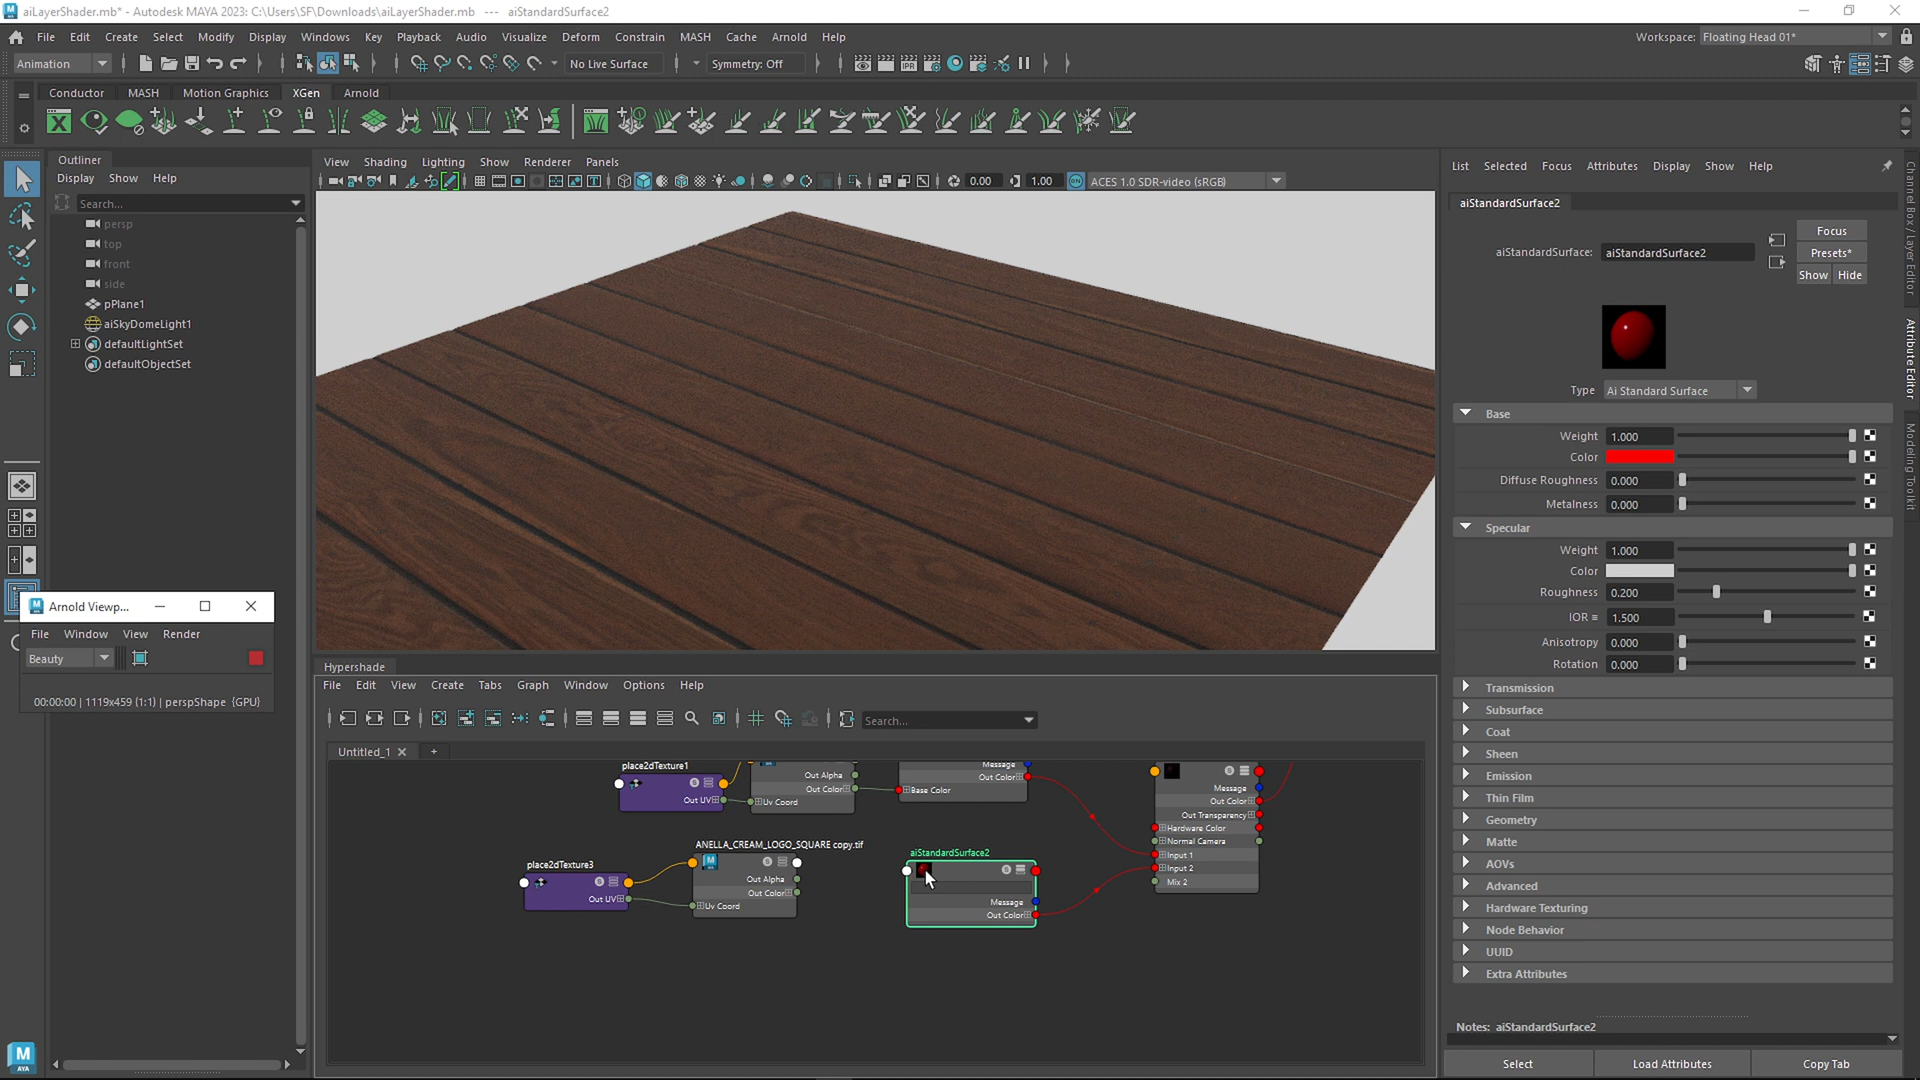 aiLayerShader.mb* - Autodesk MAYA 2023: C:\Users\SF\Downloads\aiLayerShader.mb   ---   aiStandardSurface2
File Edit Create Select Modify Display Windows Key Playback Audio Visualize Deform Constrain MASH Cache Arnold Help
Workspace: Floating Head 01*
Animation
No Live Surface
Symmetry: Off
Conductor MASH Motion Graphics XGen Arnold
Outliner
Display Show Help
Search...
persp
top
front
side
pPlane1
aiSkyDomeLight1
defaultLightSet
defaultObjectSet
Arnold Viewp...
File Window View Render
Beauty
00:00:00 | 1119x459 (1:1) | perspShape {GPU}
M
AYA
View Shading Lighting Show Renderer Panels
0.00 1.00 ACES 1.0 SDR-video (sRGB)
Hypershade
File Edit View Create Tabs Graph Window Options Help
Search...
Untitled_1
+
place2dTexture1
Out UV
Out Alpha
Out Color
Uv Coord
Message
Out Color
Base Color
Message
Out Color
Out Transparency
Hardware Color
Normal Camera
Input 1
Input 2
Mix 2
place2dTexture3
Out UV
ANELLA_CREAM_LOGO_SQUARE copy.tif
Out Alpha
Out Color
Uv Coord
aiStandardSurface2
Message
Out Color
List Selected Focus Attributes Display Show Help
aiStandardSurface2
aiStandardSurface: aiStandardSurface2
Focus
Presets*
Show Hide
Type Ai Standard Surface
Base
Weight 1.000
Color
Diffuse Roughness 0.000
Metalness 0.000
Specular
Weight 1.000
Color
Roughness 0.200
IOR 1.500
Anisotropy 0.000
Rotation 0.000
Transmission
Subsurface
Coat
Sheen
Emission
Thin Film
Geometry
Matte
AOVs
Advanced
Hardware Texturing
Node Behavior
UUID
Extra Attributes
Notes: aiStandardSurface2
Select Load Attributes Copy Tab
Channel Box / Layer Editor
Attribute Editor
Modeling Toolkit